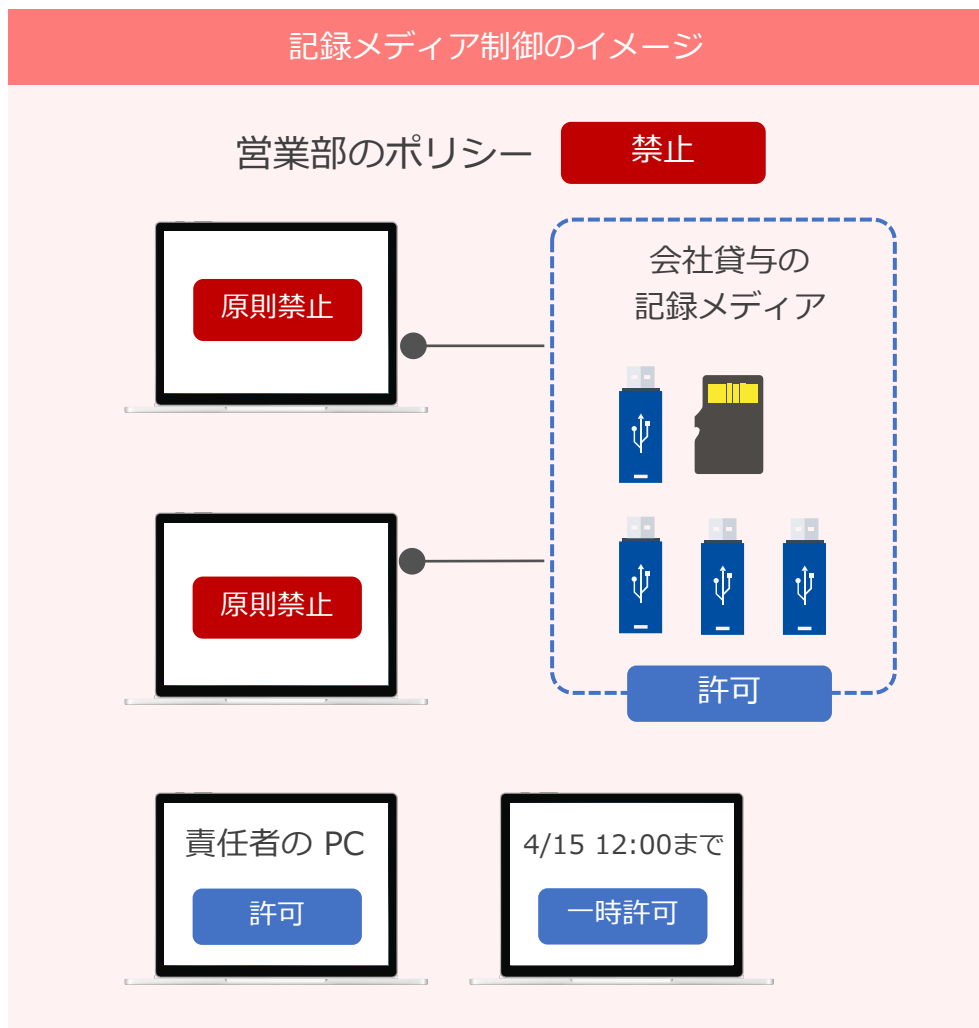 記録メディア制御のイメージ
営業部のポリシー 禁止
原則禁止
会社貸与の
記録メディア
原則禁止
許可
責任者の PC
許可
4/15 12:00まで
一時許可